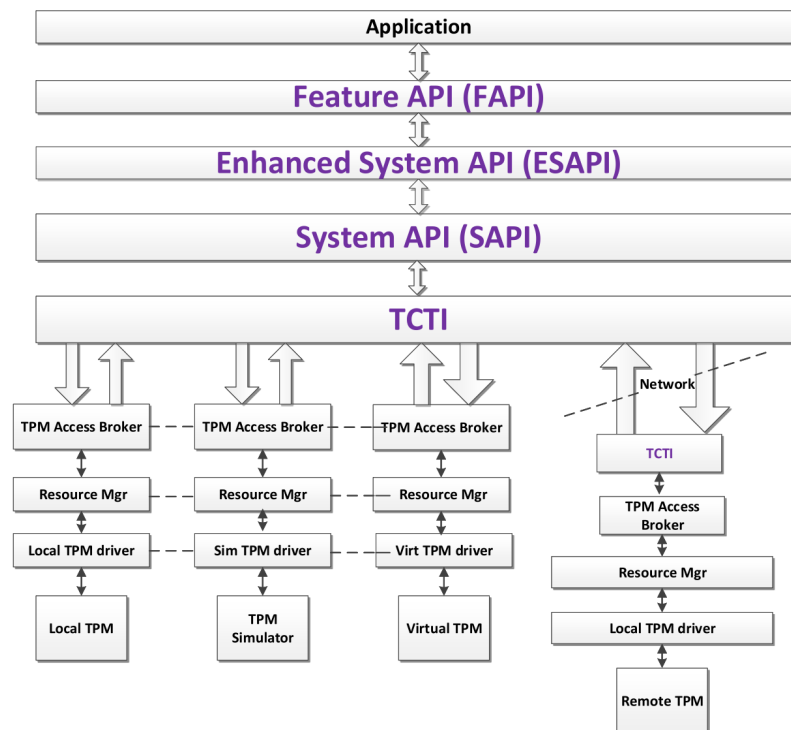 Application
Feature API (FAPI)
Enhanced System API (ESAPI)
System API (SAPI)
TCTI
Network
TPM Access Broker
TPM Access Broker
TPM Access Broker
TCTI
Resource Mgr
Resource Mgr
Resource Mgr
TPM Access
Broker
Local TPM driver
Sim TPM driver
Virt TPM driver
Resource Mgr
Local TPM
TPM
Simulator
Virtual TPM
Local TPM driver
Remote TPM